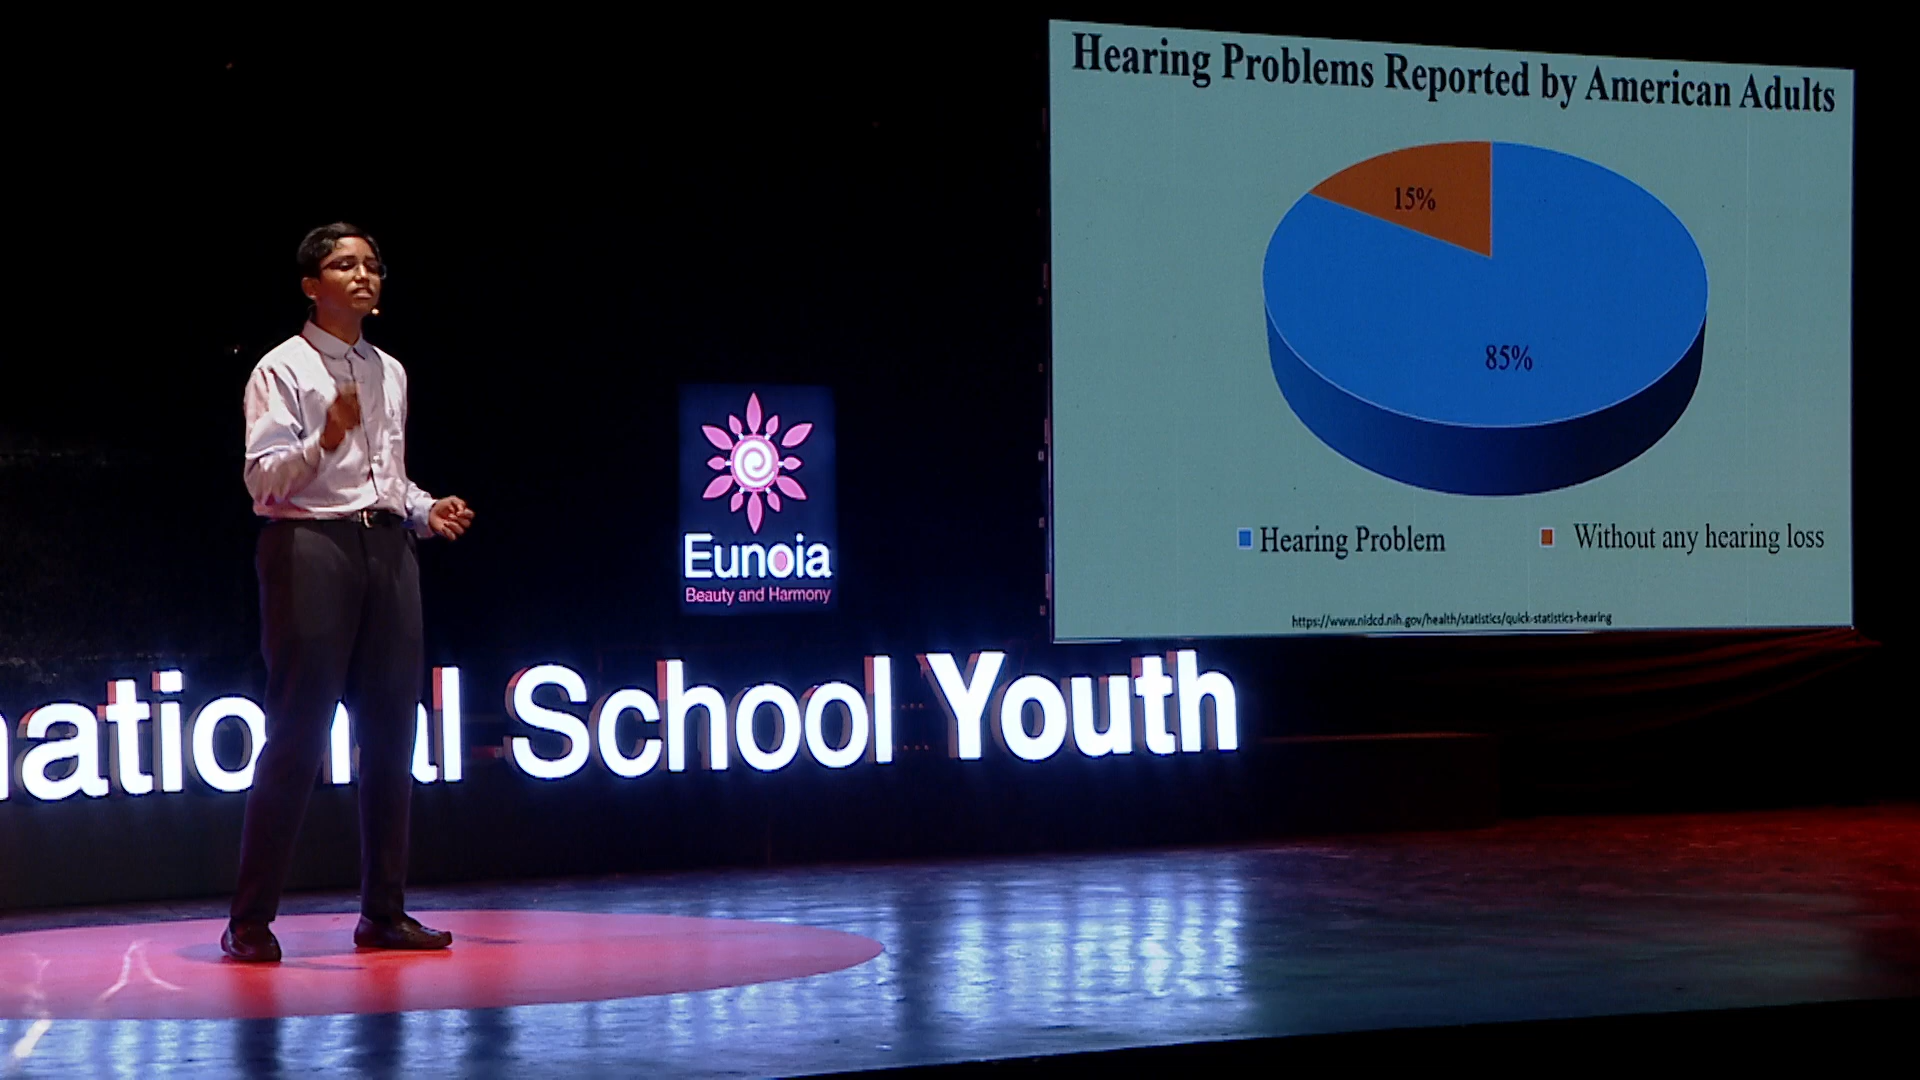 Hearing Problems Reported by American Adults
15%
85%
Hearing Problem
Without any hearing loss
https://www.nidcd.nih.gov/health/statistics/quick-statistics-hearing
Eunoia
Beauty and Harmony
national School Youth